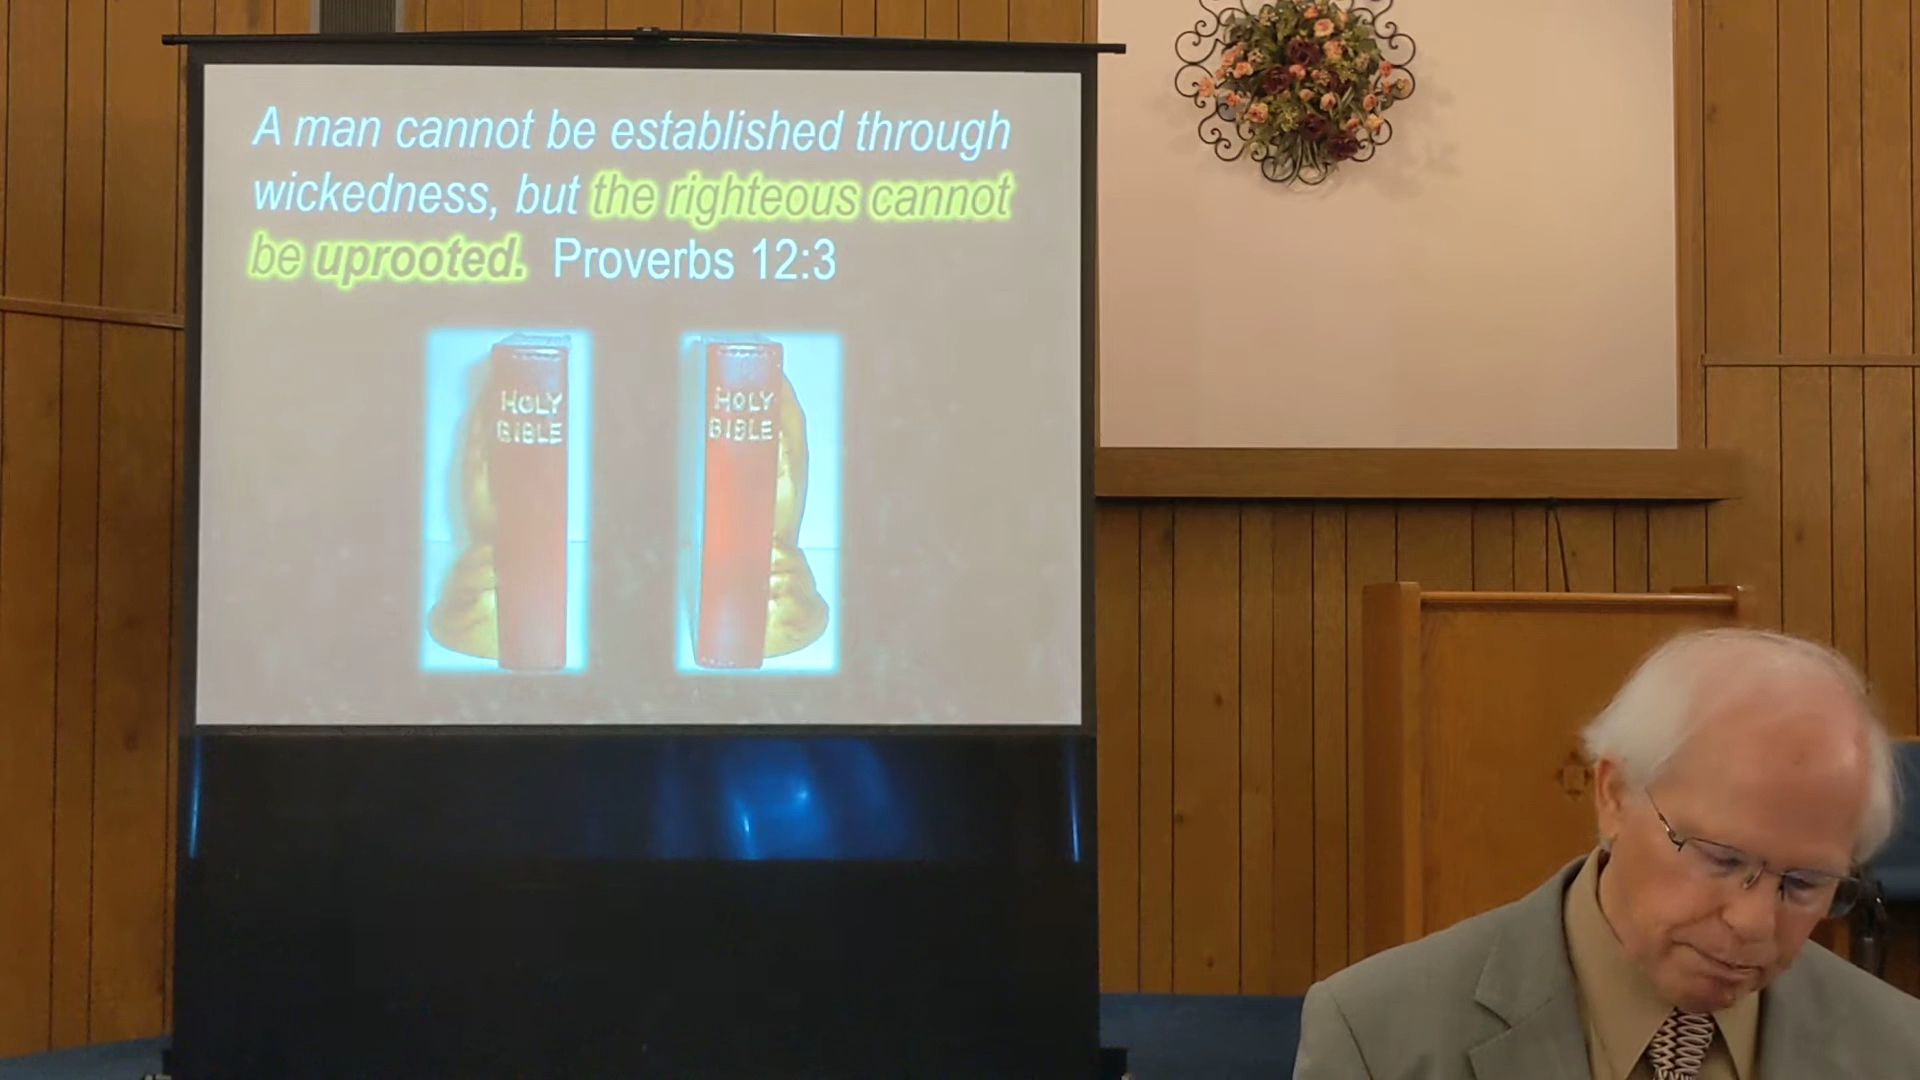 A man cannot be established through
wickedness, but the righteous cannot
be uprooted. Proverbs 12:3
HOLY
BIBLE
HOLY
BIBLE